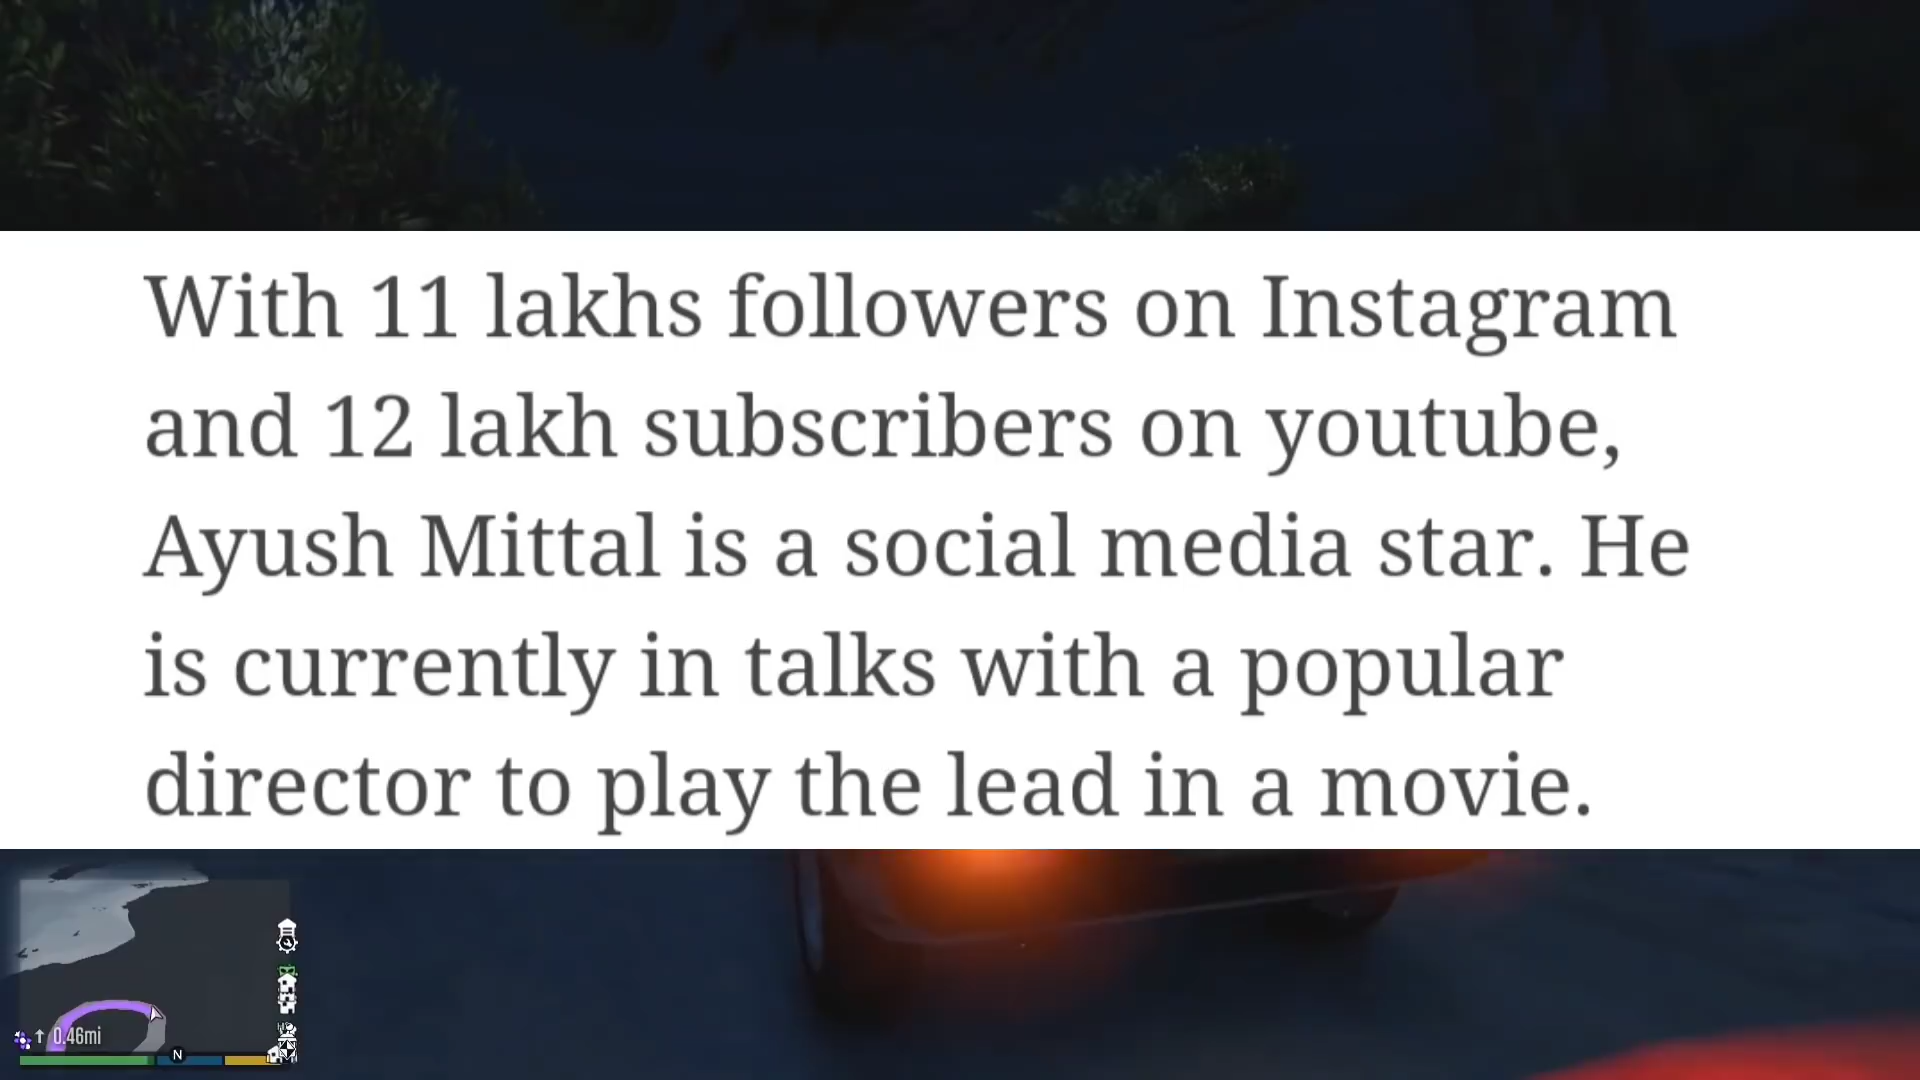 With 11 lakhs followers on Instagram
and 12 lakh subscribers on youtube,
Ayush Mittal is a social media star. He
is currently in talks with a popular
director to play the lead in a movie.
0.46mi
N